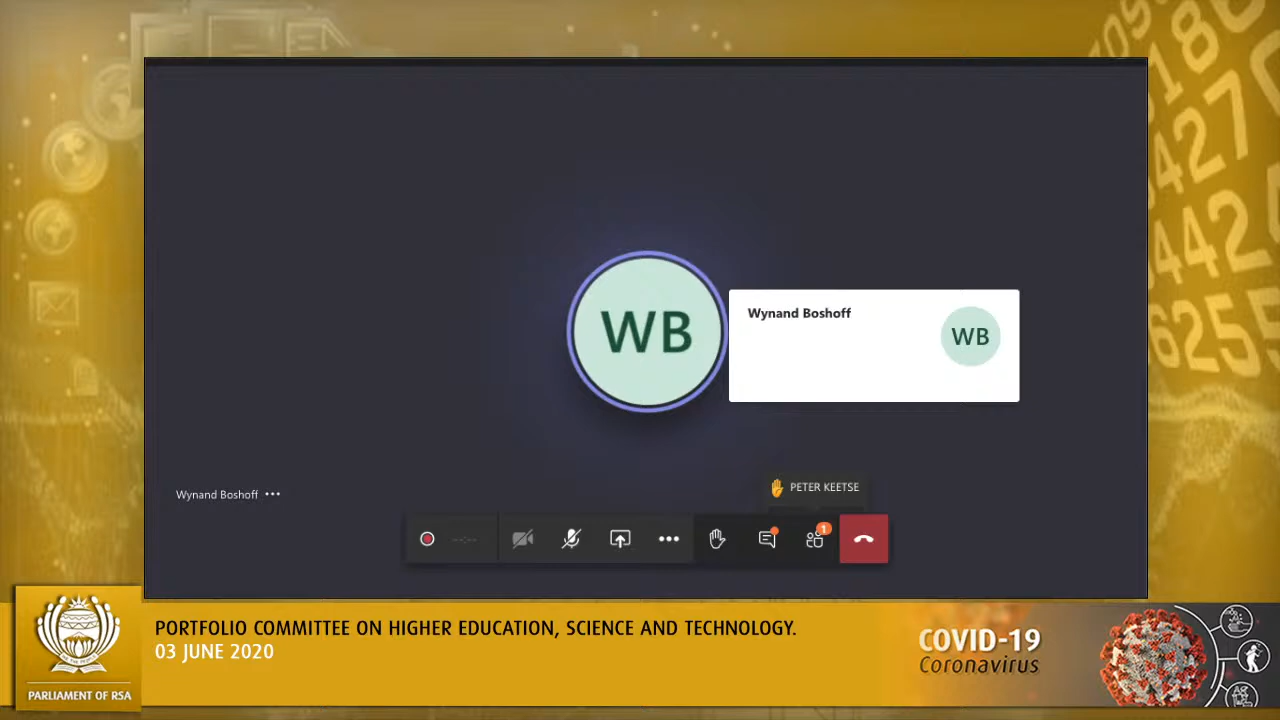 WB
Wynand Boshoff
WB
Wynand Boshoff •••
PETER KEETSE
--:--
1
PORTFOLIO COMMITTEE ON HIGHER EDUCATION, SCIENCE AND TECHNOLOGY.
03 JUNE 2020
COVID-19
Coronavirus
PARLIAMENT OF RSA